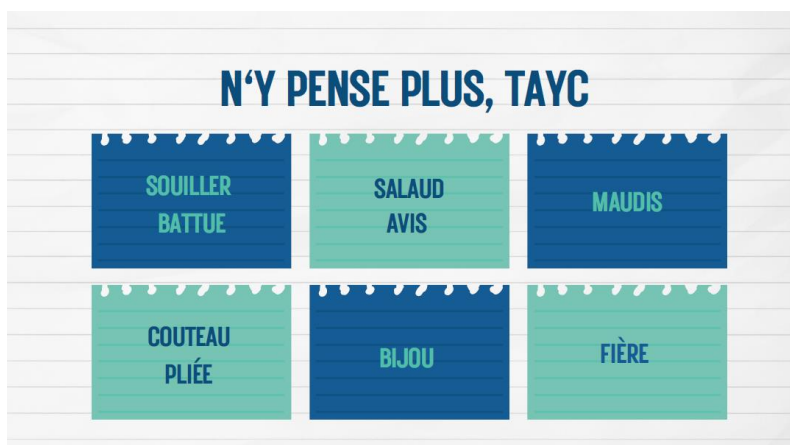 N‘Y PENSE PLUS, TAYC
SOUILLER
BATTUE
SALAUD
AVIS
MAUDIS
COUTEAU
PLIÉE
BIJOU
FIÈRE